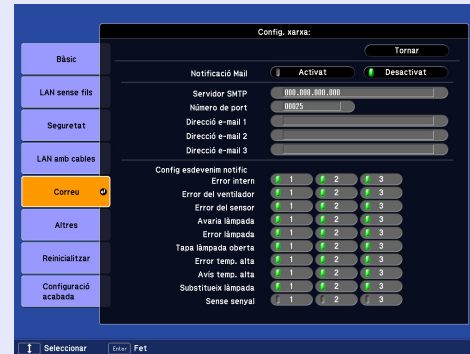 Config. xarxa:
Tornar
Bàsic
LAN sense fils
Seguretat
LAN amb cables
Correu
Altres
Reinicialitzar
Configuració
acabada
Notificació Mail Activat Desactivat
Servidor SMTP 000.000.000.000
Número de port 00025
Direcció e-mail 1
Direcció e-mail 2
Direcció e-mail 3
Config esdevenim notific
Error intern 1 2 3
Error del ventilador 1 2 3
Error del sensor 1 2 3
Avaria làmpada 1 2 3
Error làmpada 1 2 3
Tapa làmpada oberta 1 2 3
Error temp. alta 1 2 3
Avís temp. alta 1 2 3
Substitueix làmpada 1 2 3
Sense senyal 1 2 3
Seleccionar Enter Fet